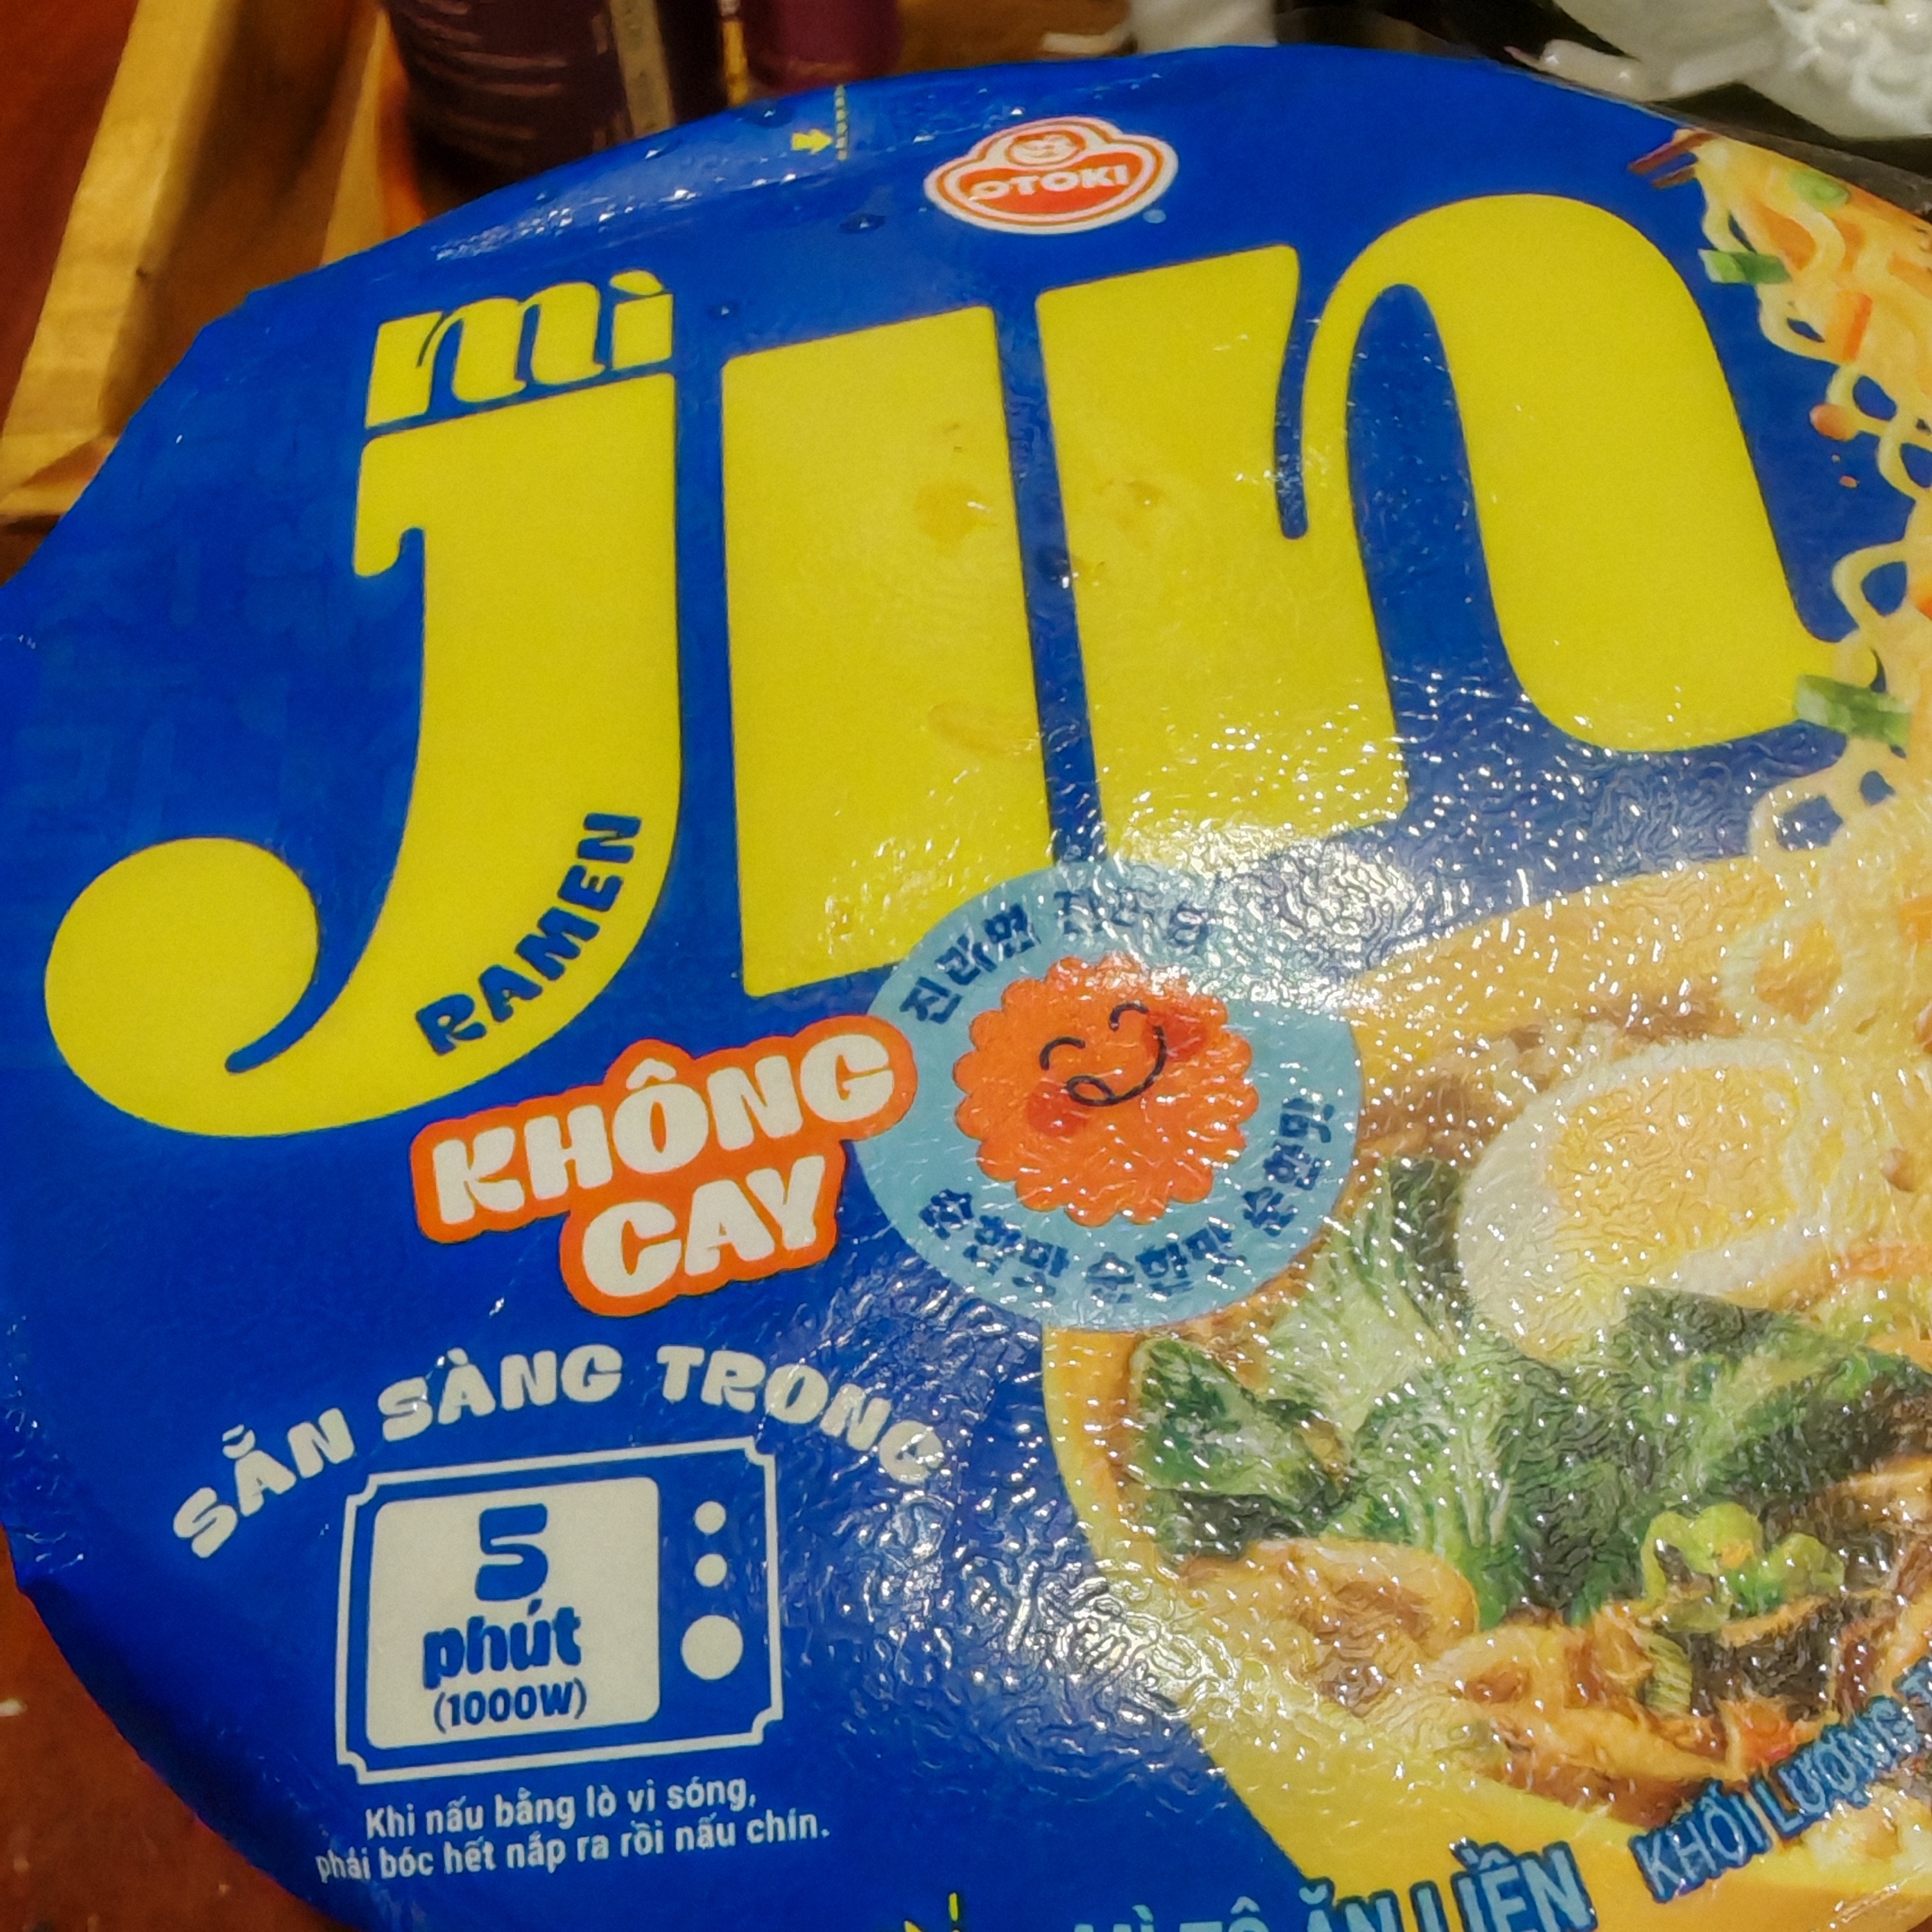 OTOKI
mì
jin
RAMEN
진라면
KHÔNG
CAY
순한맛 순한맛 순한맛
SẴN SÀNG TRONG
5
phút
(1000W)
Khi nấu bằng lò vi sóng,
phải bóc hết nắp ra rồi nấu chín.
MÌ TÔ ĂN LIỀN
KHỐI LƯỢNG